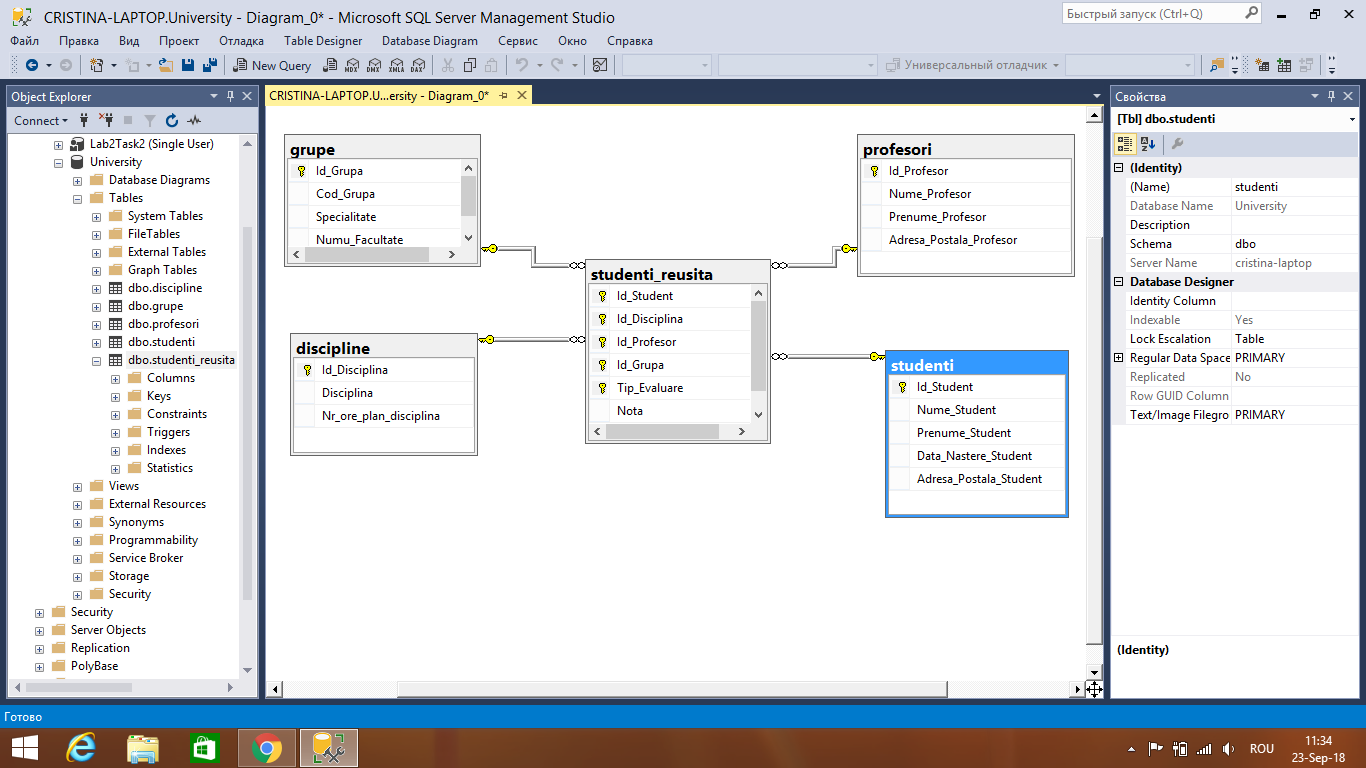 CRISTINA-LAPTOP.University - Diagram_0* - Microsoft SQL Server Management Studio
Быстрый запуск (Ctrl+Q)
Файл Правка Вид Проект Отладка Table Designer Database Diagram Сервис Окно Справка
New Query
MDX DMX XMLA DAX
Универсальный отладчик
Object Explorer
Connect
Lab2Task2 (Single User)
University
Database Diagrams
Tables
System Tables
FileTables
External Tables
Graph Tables
dbo.discipline
dbo.grupe
dbo.profesori
dbo.studenti
dbo.studenti_reusita
Columns
Keys
Constraints
Triggers
Indexes
Statistics
Views
External Resources
Synonyms
Programmability
Service Broker
Storage
Security
Security
Server Objects
Replication
PolyBase
CRISTINA-LAPTOP.U...ersity - Diagram_0*
grupe
Id_Grupa
Cod_Grupa
Specialitate
Numu_Facultate
discipline
Id_Disciplina
Disciplina
Nr_ore_plan_disciplina
studenti_reusita
Id_Student
Id_Disciplina
Id_Profesor
Id_Grupa
Tip_Evaluare
Nota
profesori
Id_Profesor
Nume_Profesor
Prenume_Profesor
Adresa_Postala_Profesor
studenti
Id_Student
Nume_Student
Prenume_Student
Data_Nastere_Student
Adresa_Postala_Student
Свойства
[Tbl] dbo.studenti
(Identity)
(Name) studenti
Database Name University
Description
Schema dbo
Server Name cristina-laptop
Database Designer
Identity Column
Indexable Yes
Lock Escalation Table
Regular Data Space PRIMARY
Replicated No
Row GUID Column
Text/Image Filegro PRIMARY
(Identity)
Готово
ROU
11:34
23-Sep-18